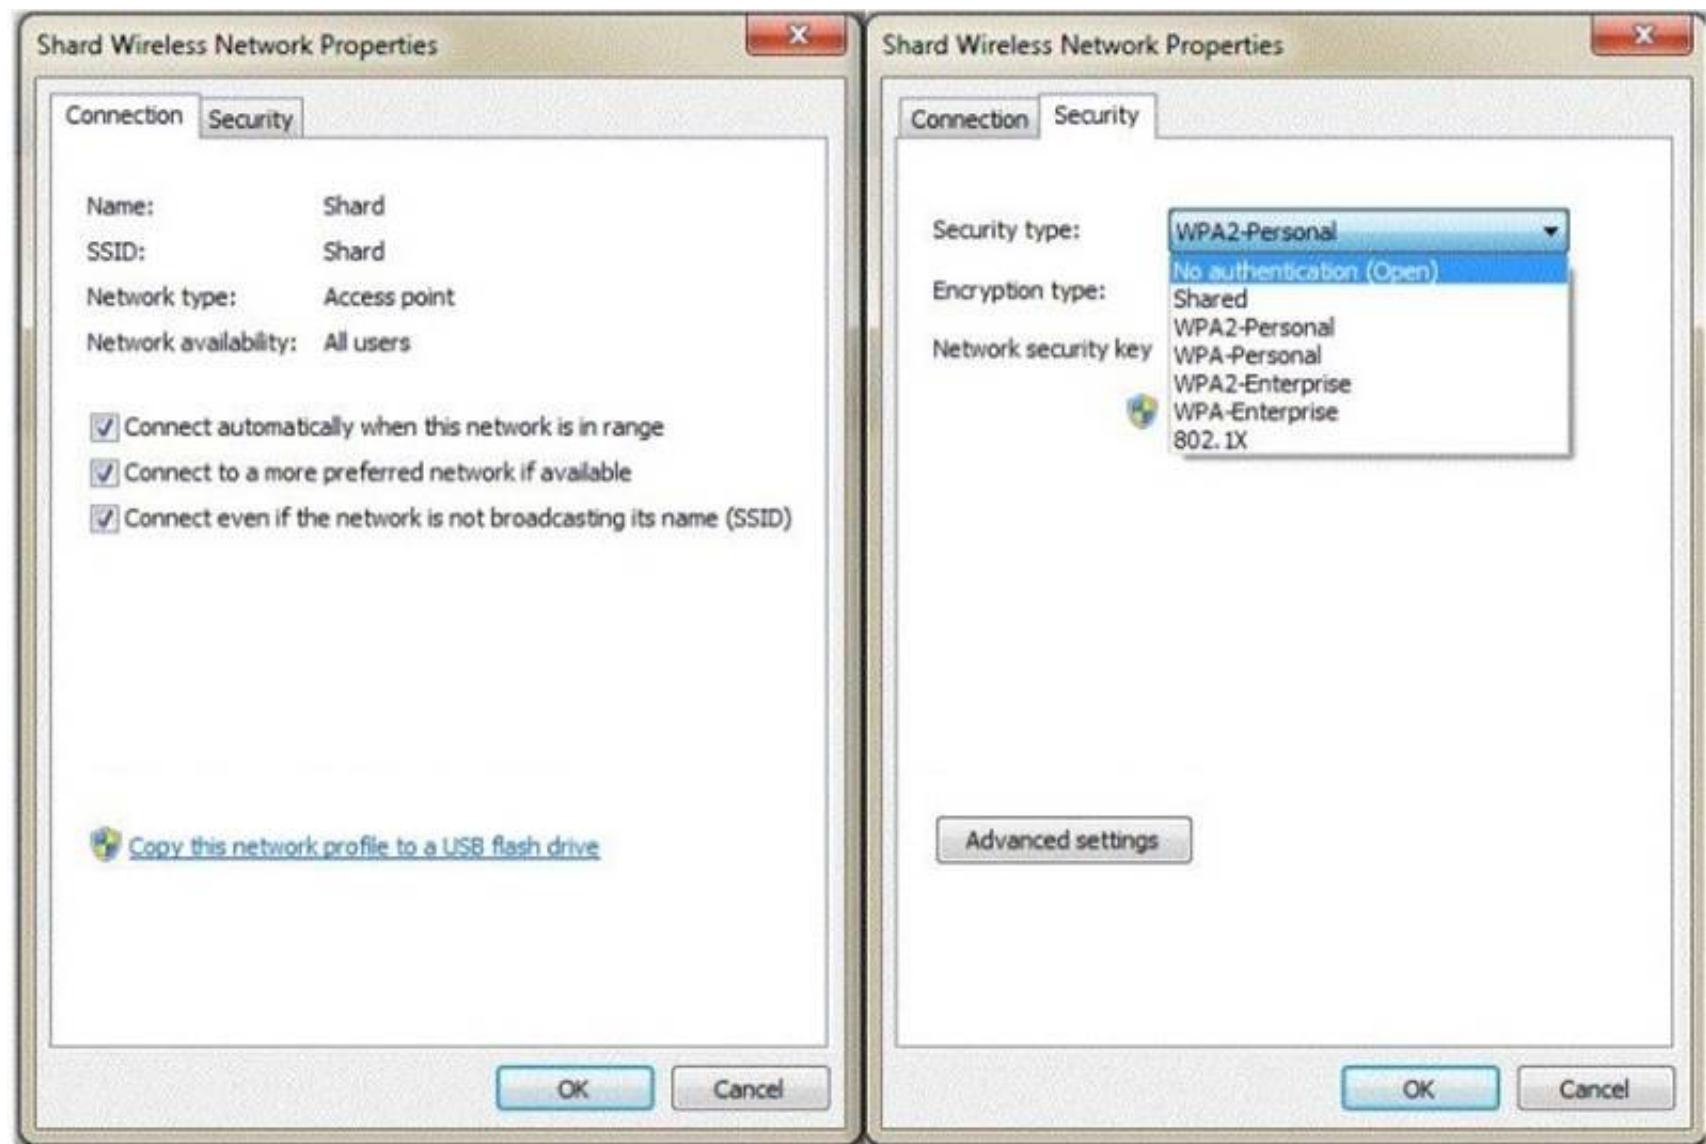 Shard Wireless Network Properties
Connection
Security
Name: Shard
SSID: Shard
Network type: Access point
Network availability: All users
Connect automatically when this network is in range
Connect to a more preferred network if available
Connect even if the network is not broadcasting its name (SSID)
Copy this network profile to a USB flash drive
OK
Cancel
Shard Wireless Network Properties
Connection
Security
Security type: WPA2-Personal
No authentication (Open)
Encryption type:
Shared
WPA2-Personal
Network security key
WPA-Personal
WPA2-Enterprise
WPA-Enterprise
802.1X
Advanced settings
OK
Cancel